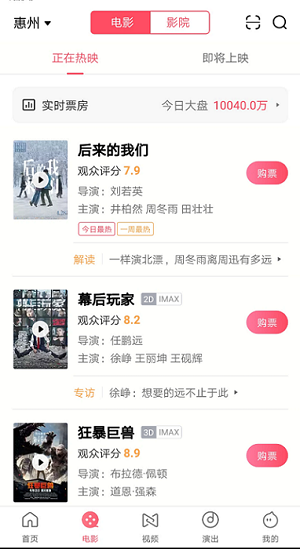 惠州
电影
影院
正在热映
即将上映
实时票房
今日大盘 10040.0万
后来的我们
观众评分 7.9
导演：刘若英
主演：井柏然 周冬雨 田壮壮
今日最热 一周最热
购票
解读 一样演北漂，周冬雨离周迅有多远
幕后玩家 2D IMAX
观众评分 8.2
导演：任鹏远
主演：徐峥 王丽坤 王砚辉
购票
专访 徐峥：想要的远不止于此
狂暴巨兽 3D IMAX
观众评分 8.9
导演：布拉德·佩顿
主演：道恩·强森
购票
首页
电影
视频
演出
我的